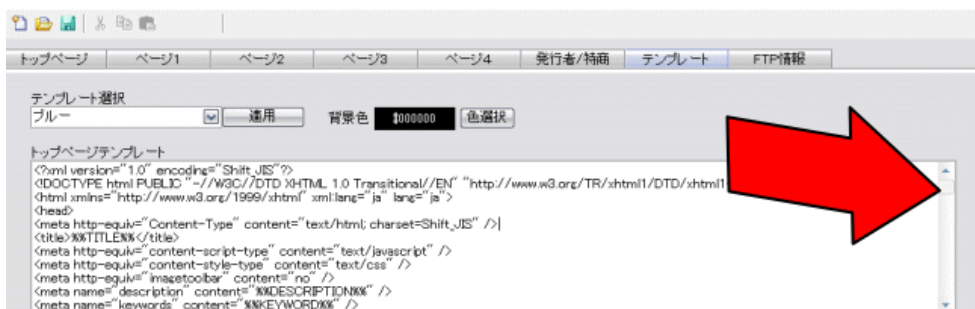 トップページ ページ1 ページ2 ページ3 ページ4 発行者/特商 テンプレート FTP情報
テンプレート選択
ブルー 適用 背景色 #000000 色選択
トップページテンプレート
<?xml version="1.0" encoding="Shift_JIS"?>
<!DOCTYPE html PUBLIC "-//W3C//DTD XHTML 1.0 Transitional//EN" "http://www.w3.org/TR/xhtml1/DTD/xhtml1
<html xmlns="http://www.w3.org/1999/xhtml" xml:lang="ja" lang="ja">
<head>
<meta http-equiv="Content-Type" content="text/html; charset=Shift_JIS" />
<title>%%TITLE%%</title>
<meta http-equiv="content-script-type" content="text/javascript" />
<meta http-equiv="content-style-type" content="text/css" />
<meta http-equiv="imagetoolbar" content="no" />
<meta name="description" content="%%DESCRIPTION%%" />
<meta name="keywords" content="%%KEYWORD%%" />